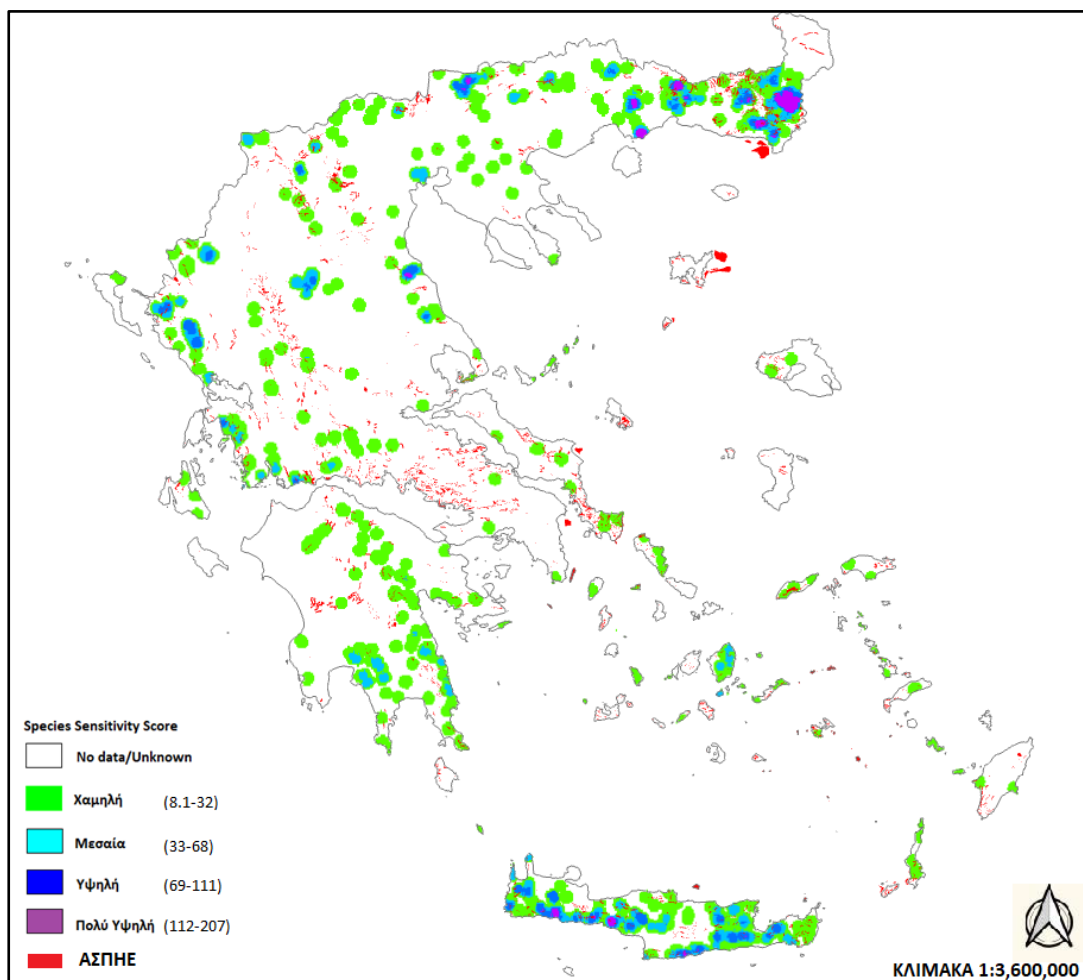 Species Sensitivity Score
No data/Unknown
Χαμηλή (8.1-32)
Μεσαία (33-68)
Υψηλή (69-111)
Πολύ Υψηλή (112-207)
ΑΣΠΗΕ
ΚΛΙΜΑΚΑ 1:3,600,000